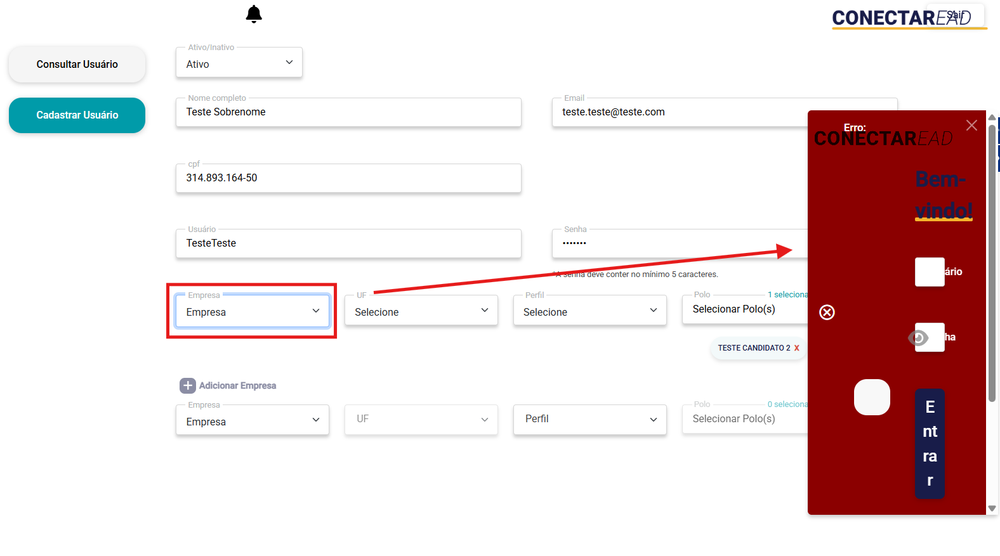 CONECTAREAD
Sair
Consultar Usuário
Cadastrar Usuário
Ativo/Inativo
Ativo
Nome completo
Teste Sobrenome
Email
teste.teste@teste.com
cpf
314.893.164-50
Usuário
TesteTeste
Senha
•••••••
*A senha deve conter no mínimo 5 caracteres.
Empresa
Empresa
UF
Selecione
Perfil
Selecione
Polo
1 seleciona
Selecionar Polo(s)
TESTE CANDIDATO 2 X
Adicionar Empresa
Empresa
Empresa
UF
Perfil
Polo
0 seleciona
Selecionar Polo(s)
Erro:
CONECTAREAD
Bem-
vindo!
ário
ha
E
nt
ra
r